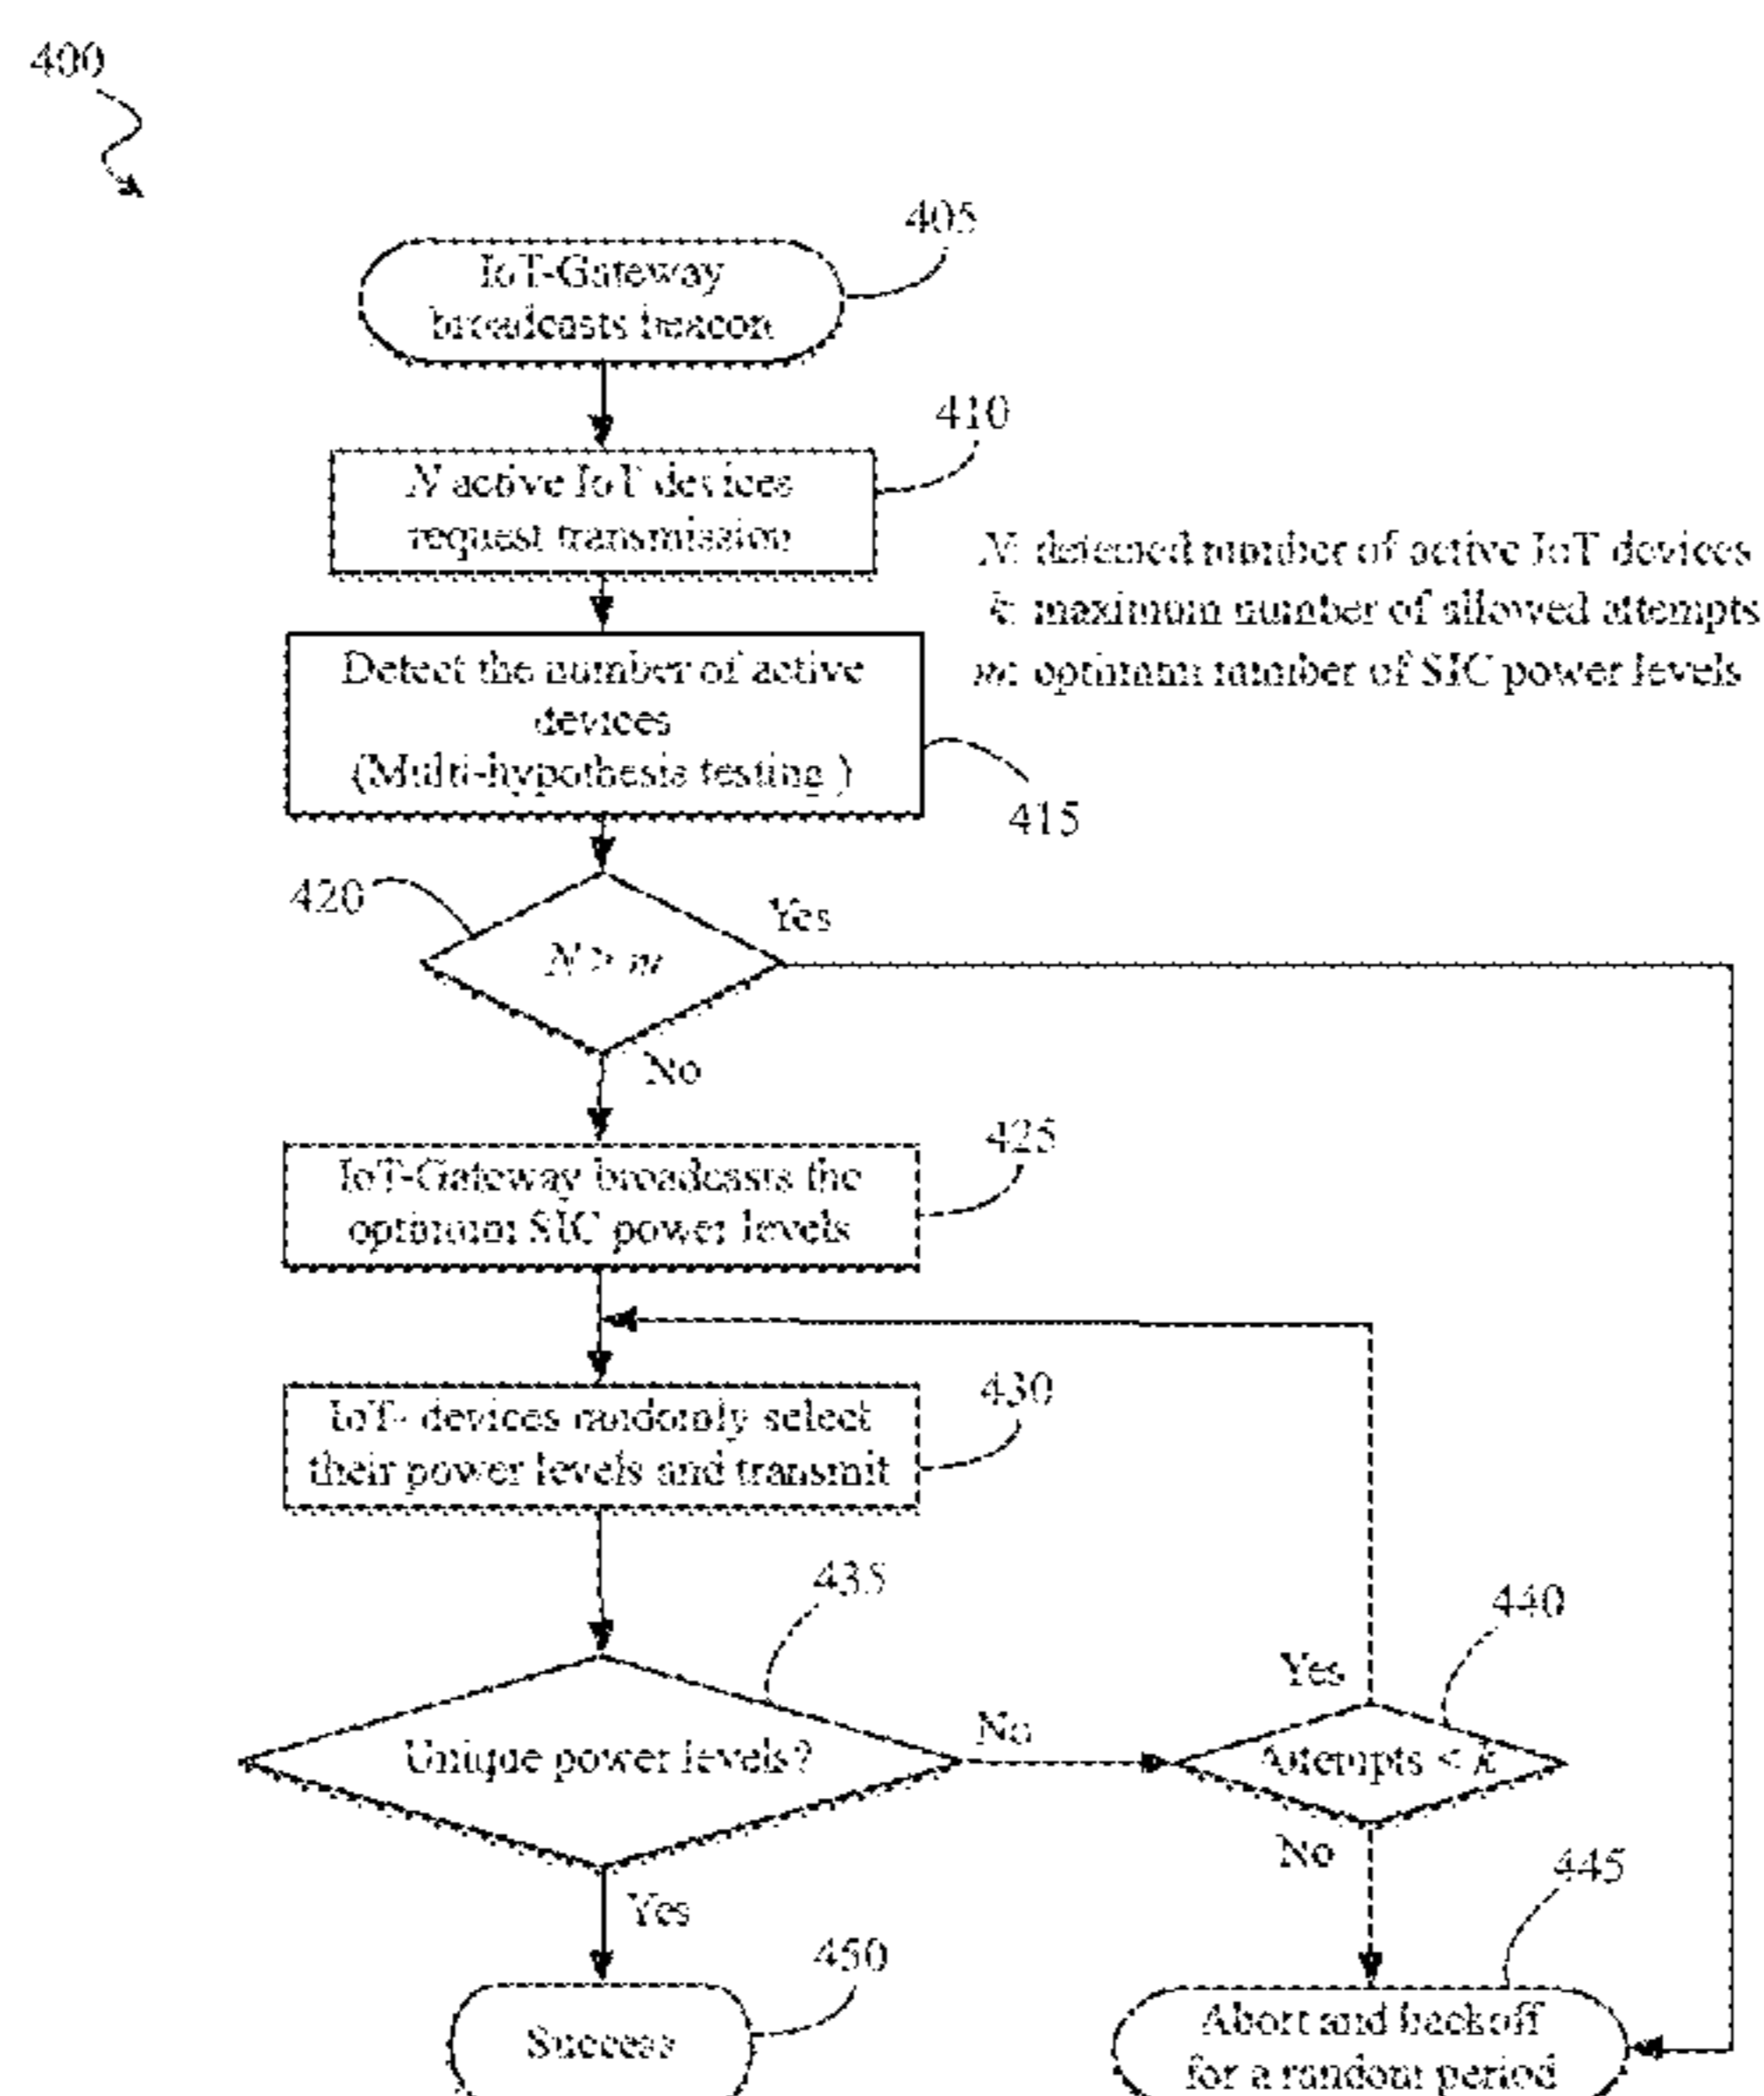 400
405
IoT-Gateway
broadcasts beacon
410
N active IoT devices
request transmission
N: detected number of active IoT devices
k: maximum number of allowed attempts
m: optimum number of SIC power levels
Detect the number of active
devices
(Multi-hypothesis testing )
415
420
Yes
N > m
No
425
IoT-Gateway broadcasts the
optimum SIC power levels
430
IoT- devices randomly select
their power levels and transmit
435
440
Yes
No
Unique power levels?
Attempts < k
No
445
Yes
450
Success
Abort and backoff
for a random period